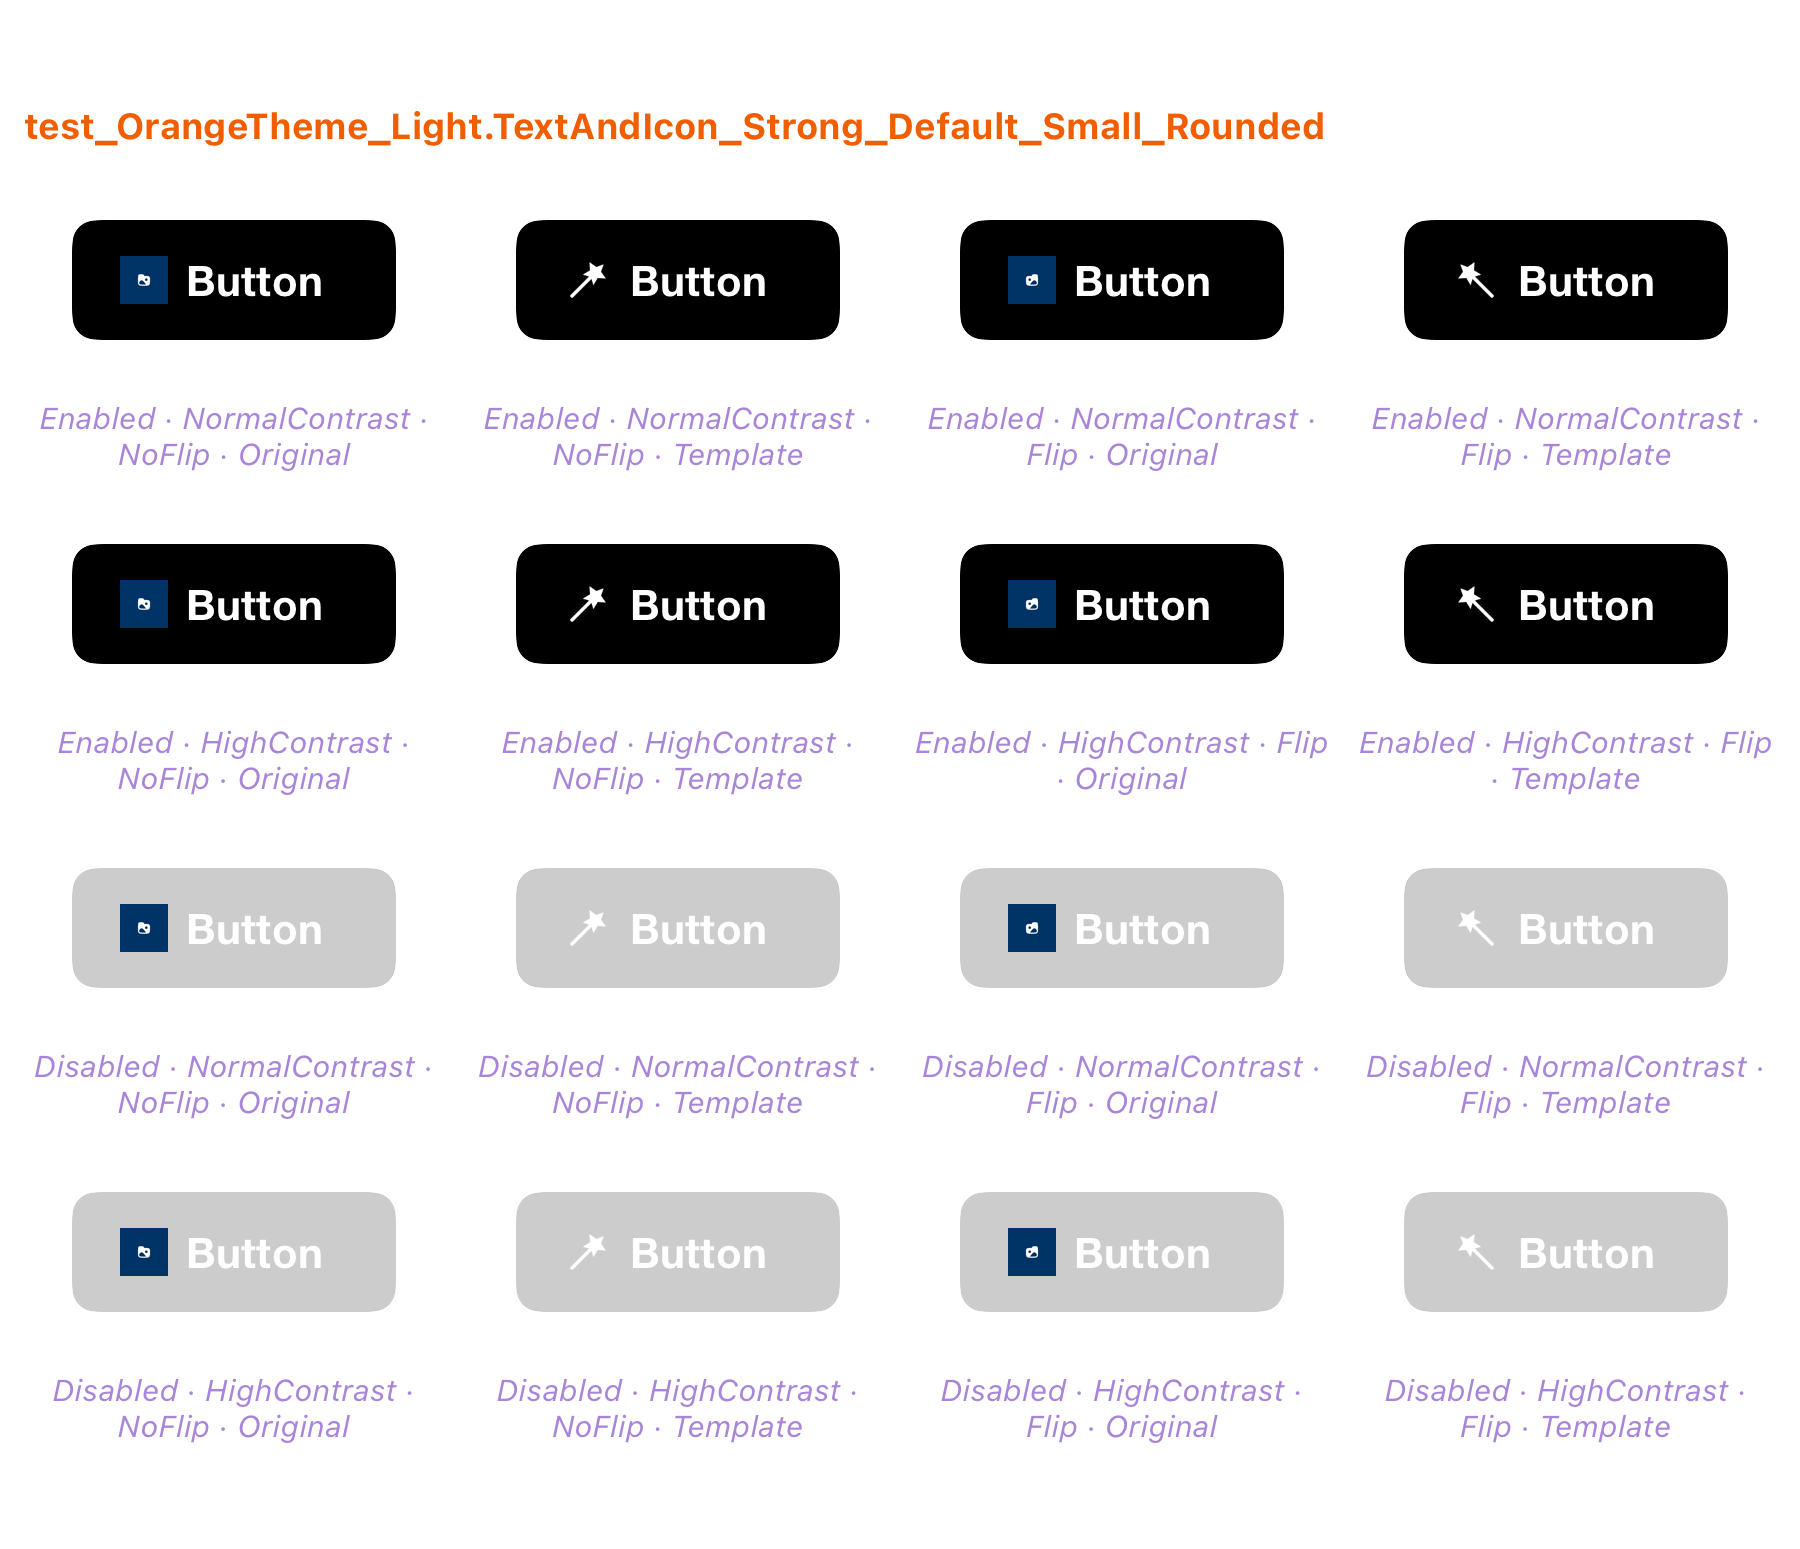 test_OrangeTheme_Light.TextAndIcon_Strong_Default_Small_Rounded
Button
Button
Button
Button
Enabled · NormalContrast ·
NoFlip · Original
Enabled · NormalContrast ·
NoFlip · Template
Enabled · NormalContrast ·
Flip · Original
Enabled · NormalContrast ·
Flip · Template
Button
Button
Button
Button
Enabled · HighContrast ·
NoFlip · Original
Enabled · HighContrast ·
NoFlip · Template
Enabled · HighContrast · Flip
· Original
Enabled · HighContrast · Flip
· Template
Button
Button
Button
Button
Disabled · NormalContrast ·
NoFlip · Original
Disabled · NormalContrast ·
NoFlip · Template
Disabled · NormalContrast ·
Flip · Original
Disabled · NormalContrast ·
Flip · Template
Button
Button
Button
Button
Disabled · HighContrast ·
NoFlip · Original
Disabled · HighContrast ·
NoFlip · Template
Disabled · HighContrast ·
Flip · Original
Disabled · HighContrast ·
Flip · Template